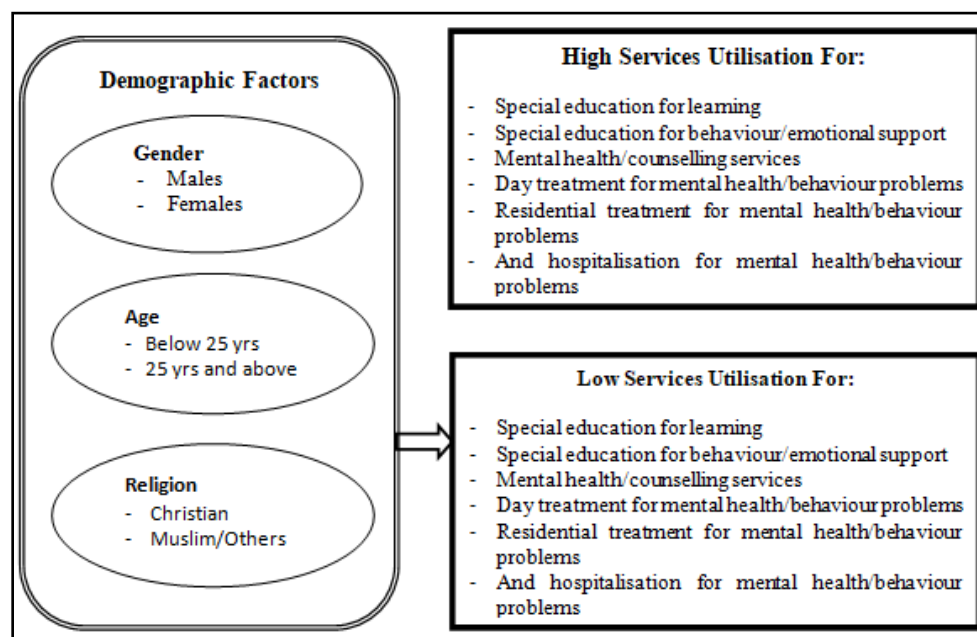 Demographic Factors
Gender
- Males
- Females
Age
- Below 25 yrs
- 25 yrs and above
Religion
- Christian
- Muslim/Others
High Services Utilisation For:
- Special education for learning
- Special education for behaviour/emotional support
- Mental health/counselling services
- Day treatment for mental health/behaviour problems
- Residential treatment for mental health/behaviour
problems
- And hospitalisation for mental health/behaviour
problems
Low Services Utilisation For:
- Special education for learning
- Special education for behaviour/emotional support
- Mental health/counselling services
- Day treatment for mental health/behaviour problems
- Residential treatment for mental health/behaviour
problems
- And hospitalisation for mental health/behaviour
problems